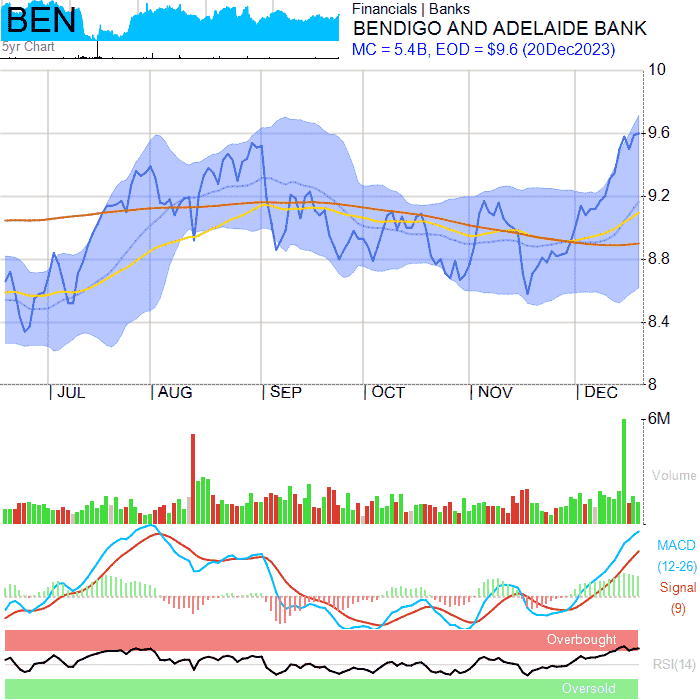 BEN
5yr Chart
Financials | Banks
BENDIGO AND ADELAIDE BANK
MC = 5.4B, EOD = $9.6 (20Dec2023)
10
9.6
9.2
8.8
8.4
8
JUL AUG SEP OCT NOV DEC
6M
Volume
MACD
(12-26)
Signal
(9)
Overbought
RSI(14)
Oversold